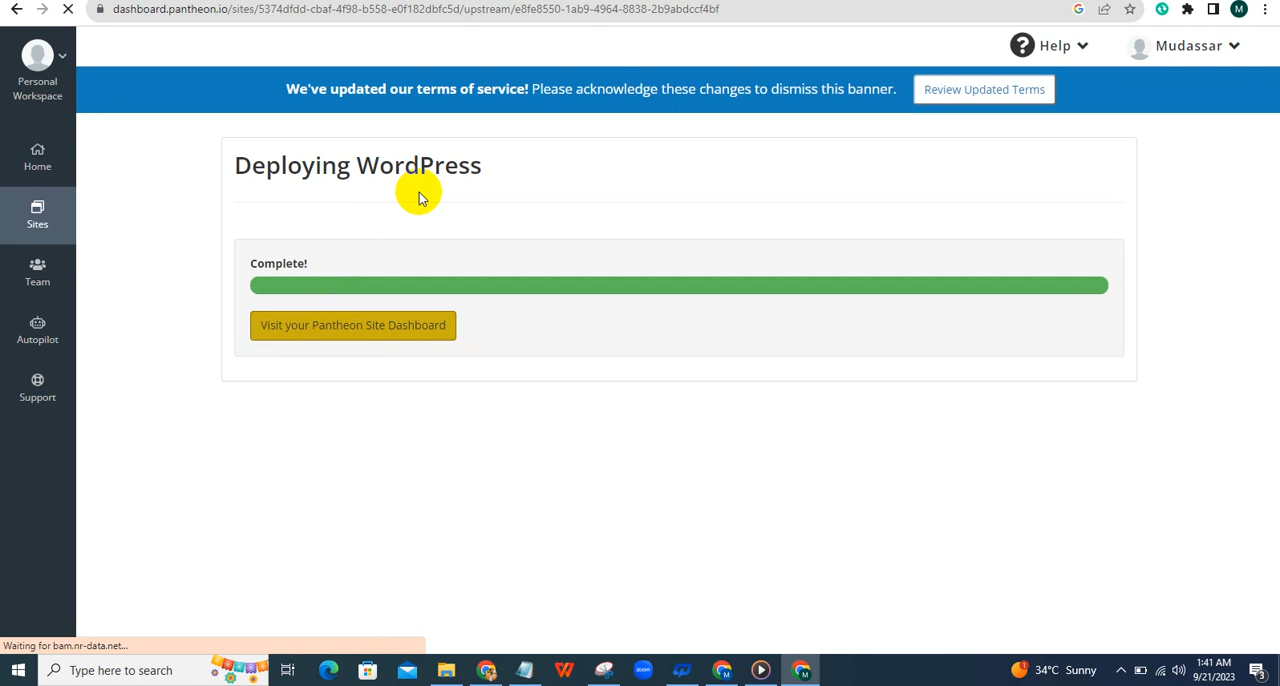 dashboard.pantheon.io/sites/5374dfdd-cbaf-4f98-b558-e0f182dbfc5d/upstream/e8fe8550-1ab9-4964-8838-2b9abdccf4bf
M
Help
Mudassar
Personal
Workspace
We've updated our terms of service! Please acknowledge these changes to dismiss this banner.
Review Updated Terms
Home
Sites
Team
Autopilot
Support
Deploying WordPress
Complete!
Visit your Pantheon Site Dashboard
Waiting for bam.nr-data.net...
Type here to search
zoom
34°C Sunny
1:41 AM
9/21/2023
3